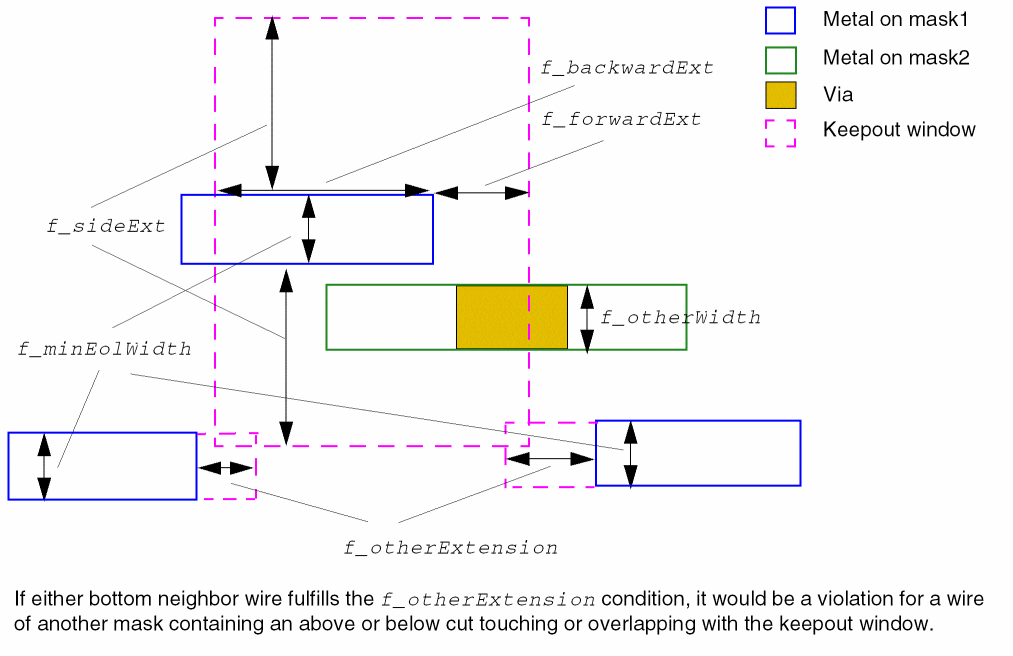 Metal on mask1
f_backwardExt
Metal on mask2
Via
f_forwardExt
Keepout window
f_sideExt
f_otherWidth
f_minEolWidth
f_otherExtension
If either bottom neighbor wire fulfills the f_otherExtension condition, it would be a violation for a wire
of another mask containing an above or below cut touching or overlapping with the keepout window.